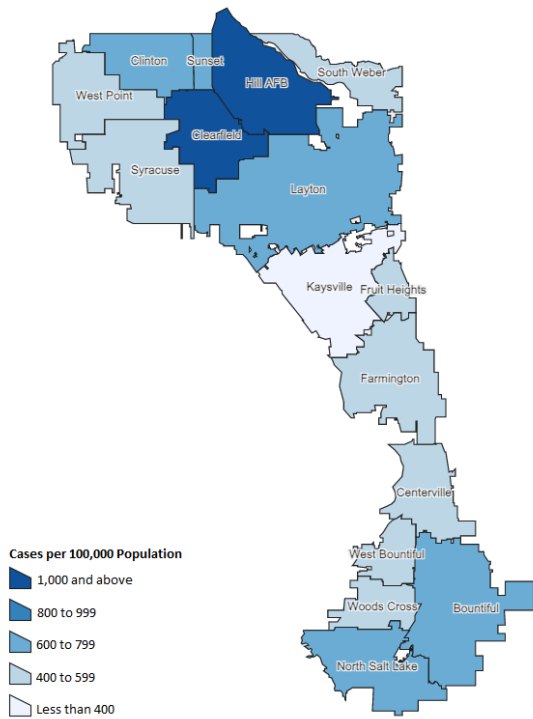 Clinton
Sunset
Hill AFB
South Weber
West Point
Clearfield
Syracuse
Layton
Kaysville
Fruit Heights
Farmington
Centerville
West Bountiful
Woods Cross
Bountiful
North Salt Lake
Cases per 100,000 Population
1,000 and above
800 to 999
600 to 799
400 to 599
Less than 400